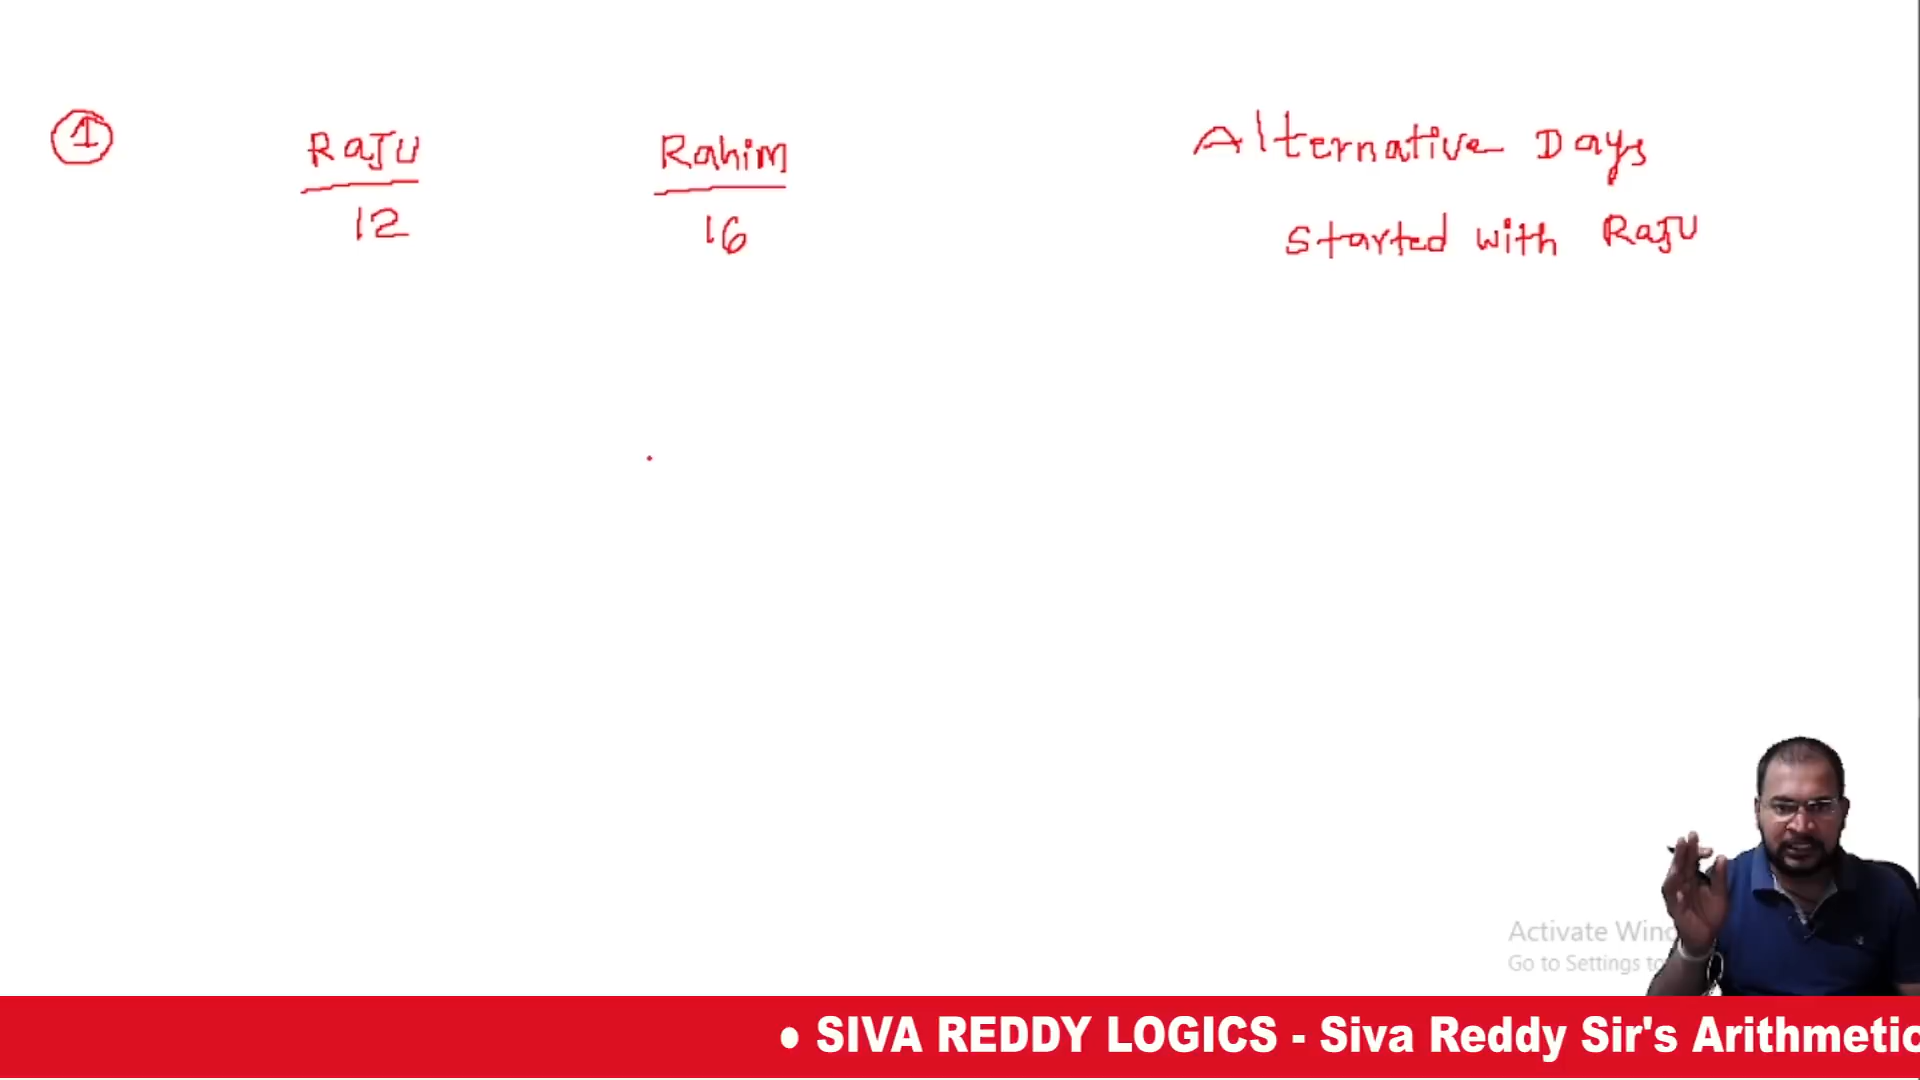 1
RaJU
Rahim
12
16
Alternative Days
started with RaJU
Activate Wind
Go to Settings to
• SIVA REDDY LOGICS - Siva Reddy Sir's Arithmetic